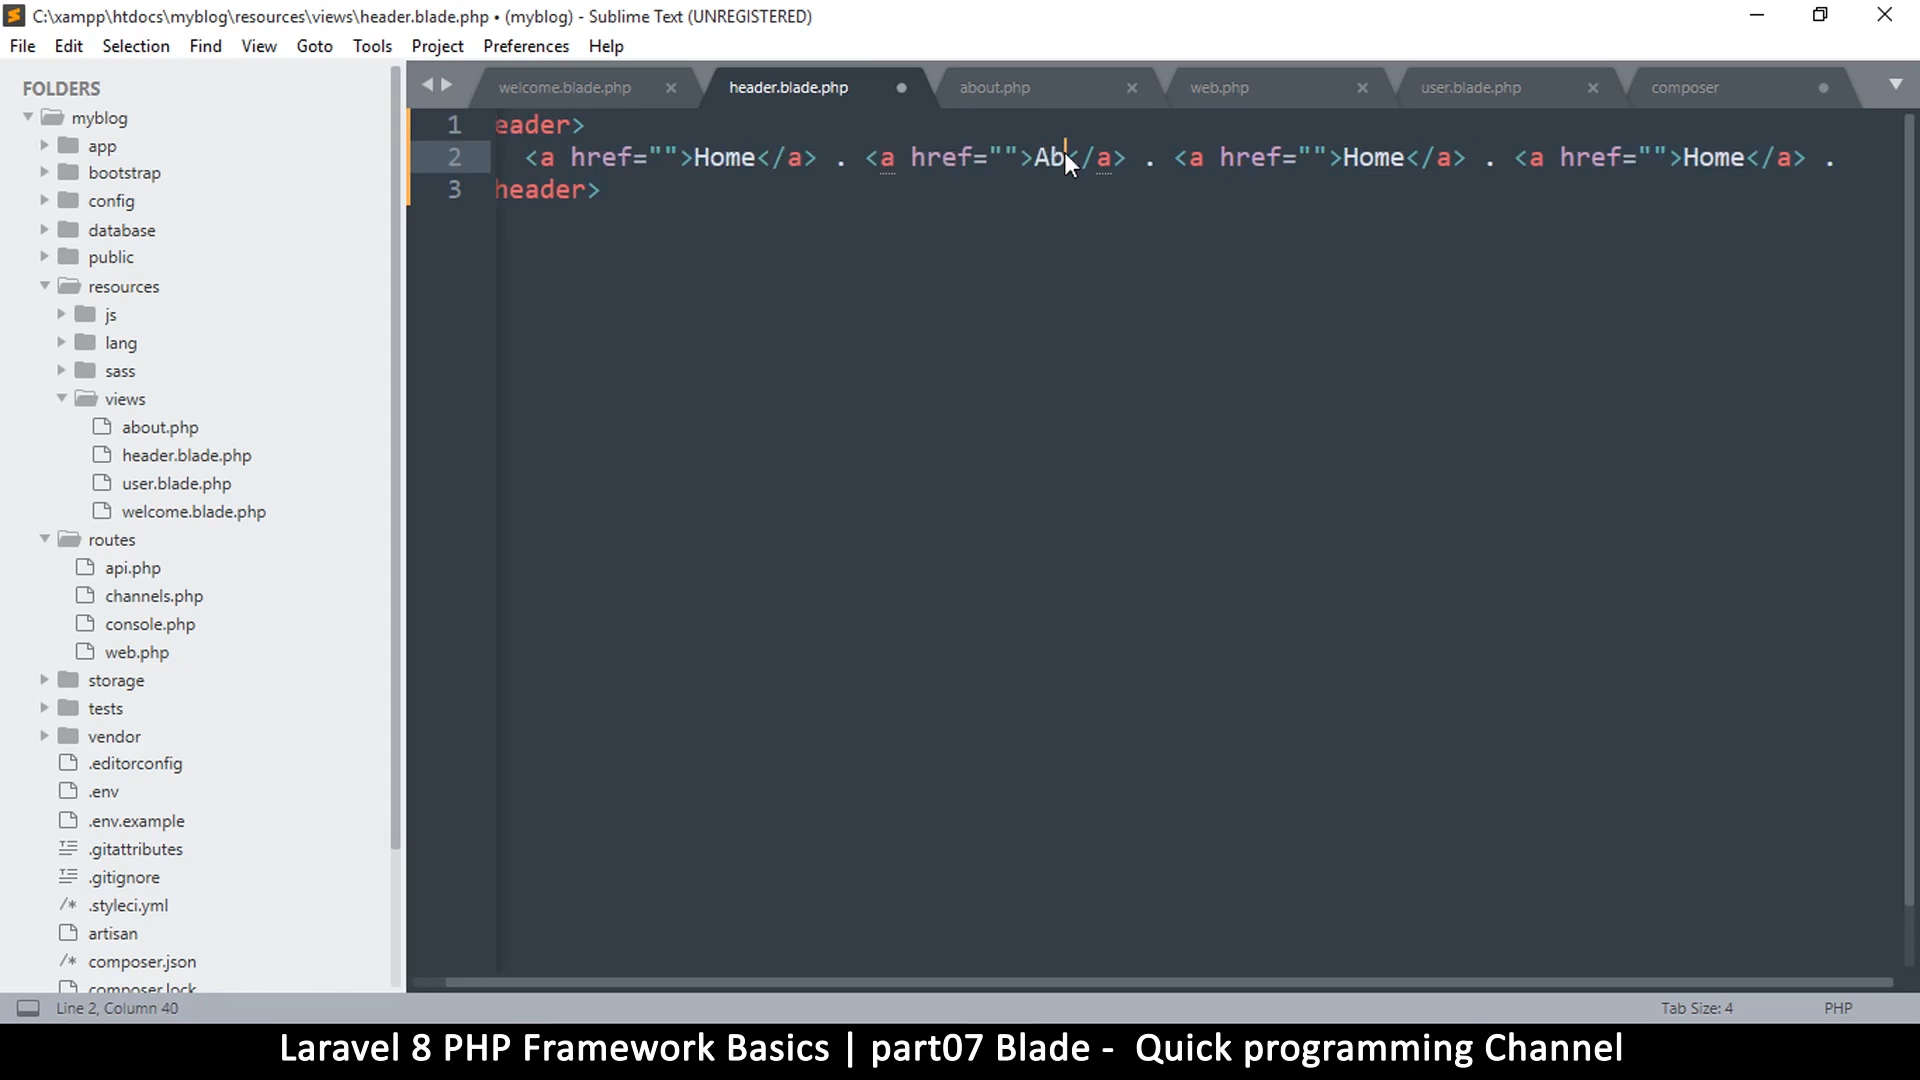 C:\xampp\htdocs\myblog\resources\views\header.blade.php • (myblog) - Sublime Text (UNREGISTERED)
File Edit Selection Find View Goto Tools Project Preferences Help
FOLDERS
myblog
app
bootstrap
config
database
public
resources
js
lang
sass
views
about.php
header.blade.php
user.blade.php
welcome.blade.php
routes
api.php
channels.php
console.php
web.php
storage
tests
vendor
.editorconfig
.env
.env.example
.gitattributes
.gitignore
/* .styleci.yml
artisan
/* composer.json
composer.lock
welcome.blade.php header.blade.php about.php web.php user.blade.php composer
1 eader>
2 <a href="">Home</a> . <a href="">Ab</a> . <a href="">Home</a> . <a href="">Home</a> .
3 header>
Line 2, Column 40 Tab Size: 4 PHP
Laravel 8 PHP Framework Basics | part07 Blade - Quick programming Channel